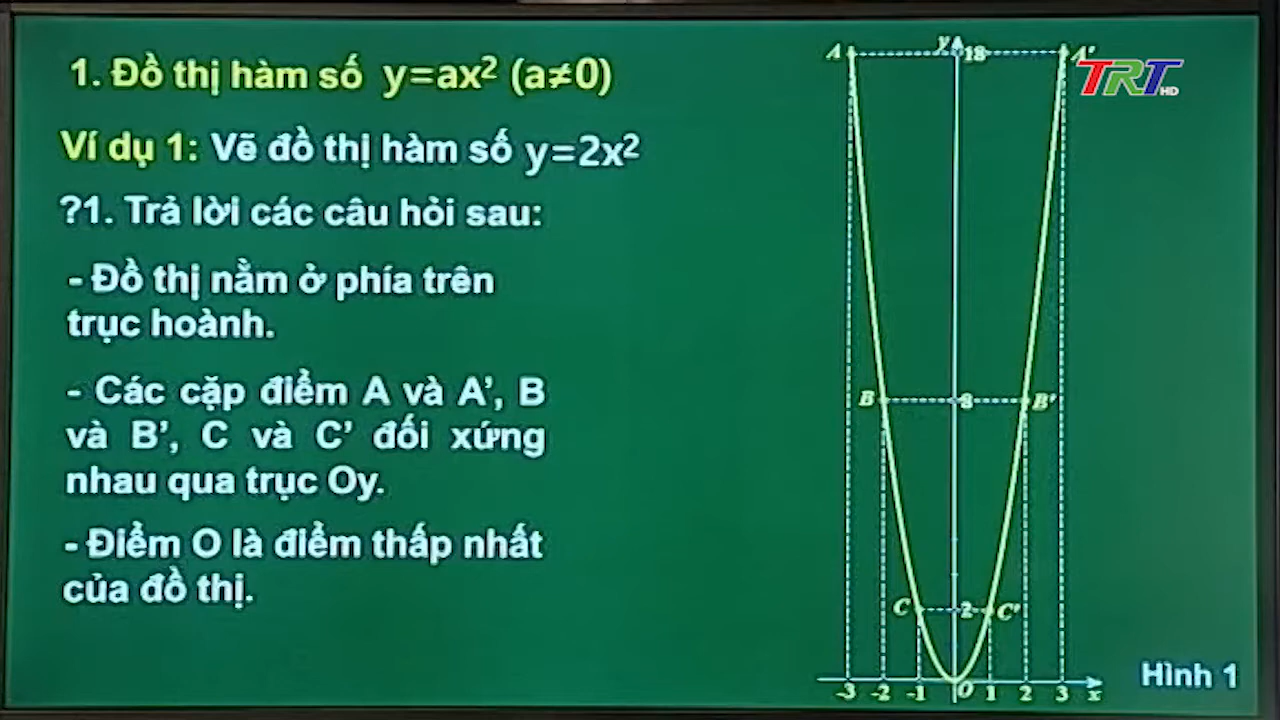 1. Đồ thị hàm số y=ax² (a≠0)
Ví dụ 1: Vẽ đồ thị hàm số y=2x²
?1. Trả lời các câu hỏi sau:
- Đồ thị nằm ở phía trên
trục hoành.
- Các cặp điểm A và A’, B
và B’, C và C’ đối xứng
nhau qua trục Oy.
- Điểm O là điểm thấp nhất
của đồ thị.
A y 18 A'
TRT HD
B 8 B'
C 2 C'
-3 -2 -1 O 1 2 3 x
Hình 1